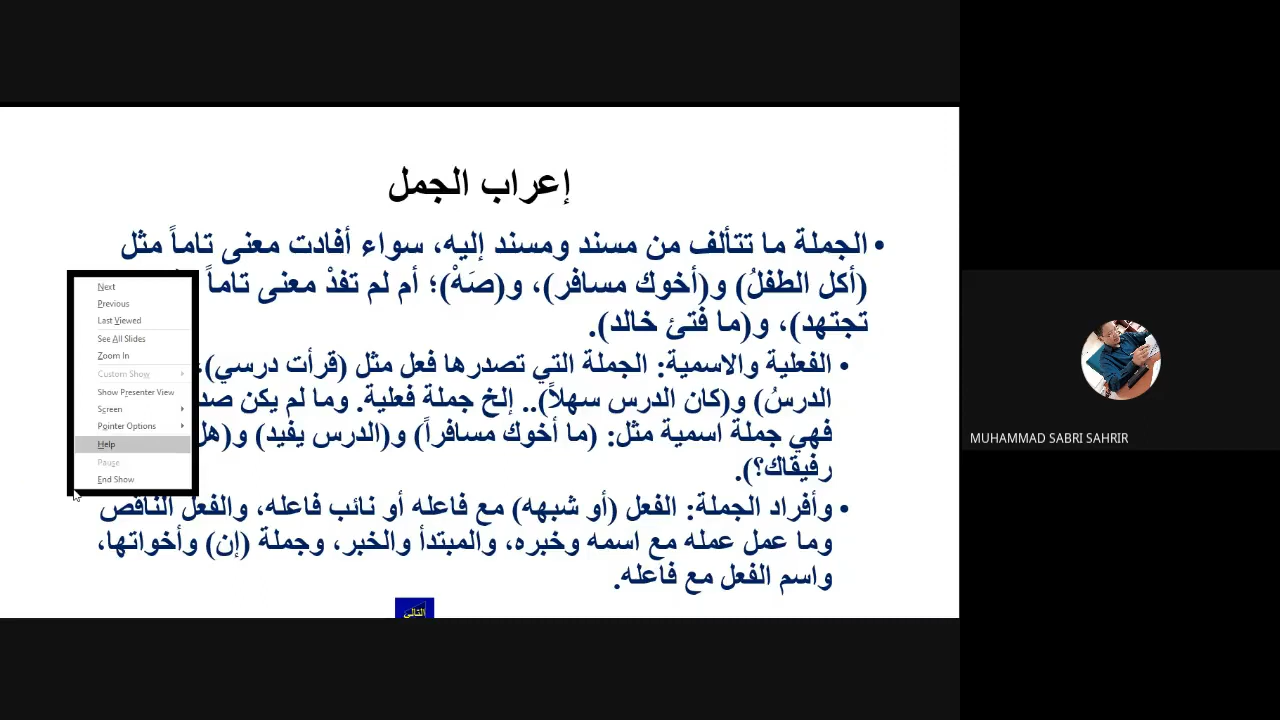 إعراب الجمل
• الجملة ما تتألف من مسند ومسند إليه، سواء أفادت معنى تاماً مثل
(أكل الطفلُ) و(أخوك مسافر)، و(صَهْ)؛ أم لم تفدْ معنى تاماً
تجتهد)، و(ما فتئ خالد).
• الفعلية والاسمية: الجملة التي تصدرها فعل مثل (قرأت درسي)،
الدرسُ) و(كان الدرس سهلاً).. إلخ جملة فعلية. وما لم يكن
فهي جملة اسمية مثل: (ما أخوك مسافراً) و(الدرس يفيد) و(هل
رفيقاك؟).
• وأفراد الجملة: الفعل (أو شبهه) مع فاعله أو نائب فاعله، والفعل الناقص
وما عمل عمله مع اسمه وخبره، والمبتدأ والخبر، وجملة (إن) وأخواتها،
واسم الفعل مع فاعله.
التالي
Next
Previous
Last Viewed
See All Slides
Zoom In
Custom Show
Show Presenter View
Screen
Pointer Options
Help
Pause
End Show
MUHAMMAD SABRI SAHRIR